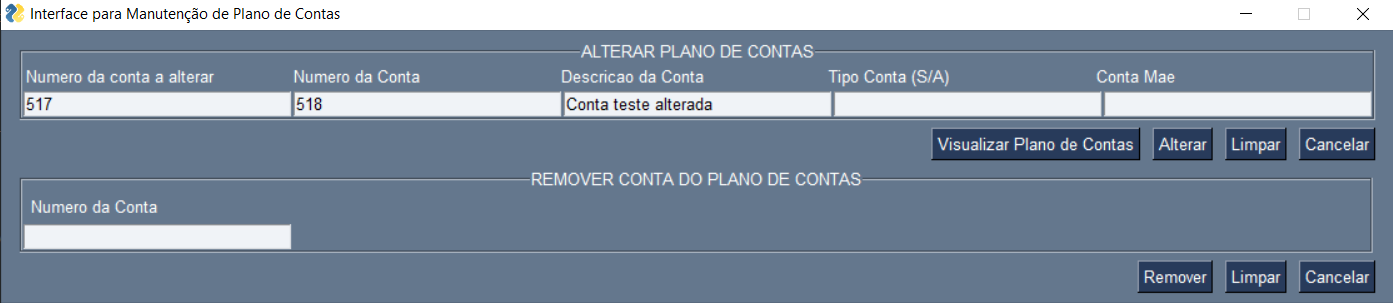 Interface para Manutenção de Plano de Contas
ALTERAR PLANO DE CONTAS
Numero da conta a alterar Numero da Conta Descricao da Conta Tipo Conta (S/A) Conta Mae
517 518 Conta teste alterada
Visualizar Plano de Contas Alterar Limpar Cancelar
REMOVER CONTA DO PLANO DE CONTAS
Numero da Conta
Remover Limpar Cancelar